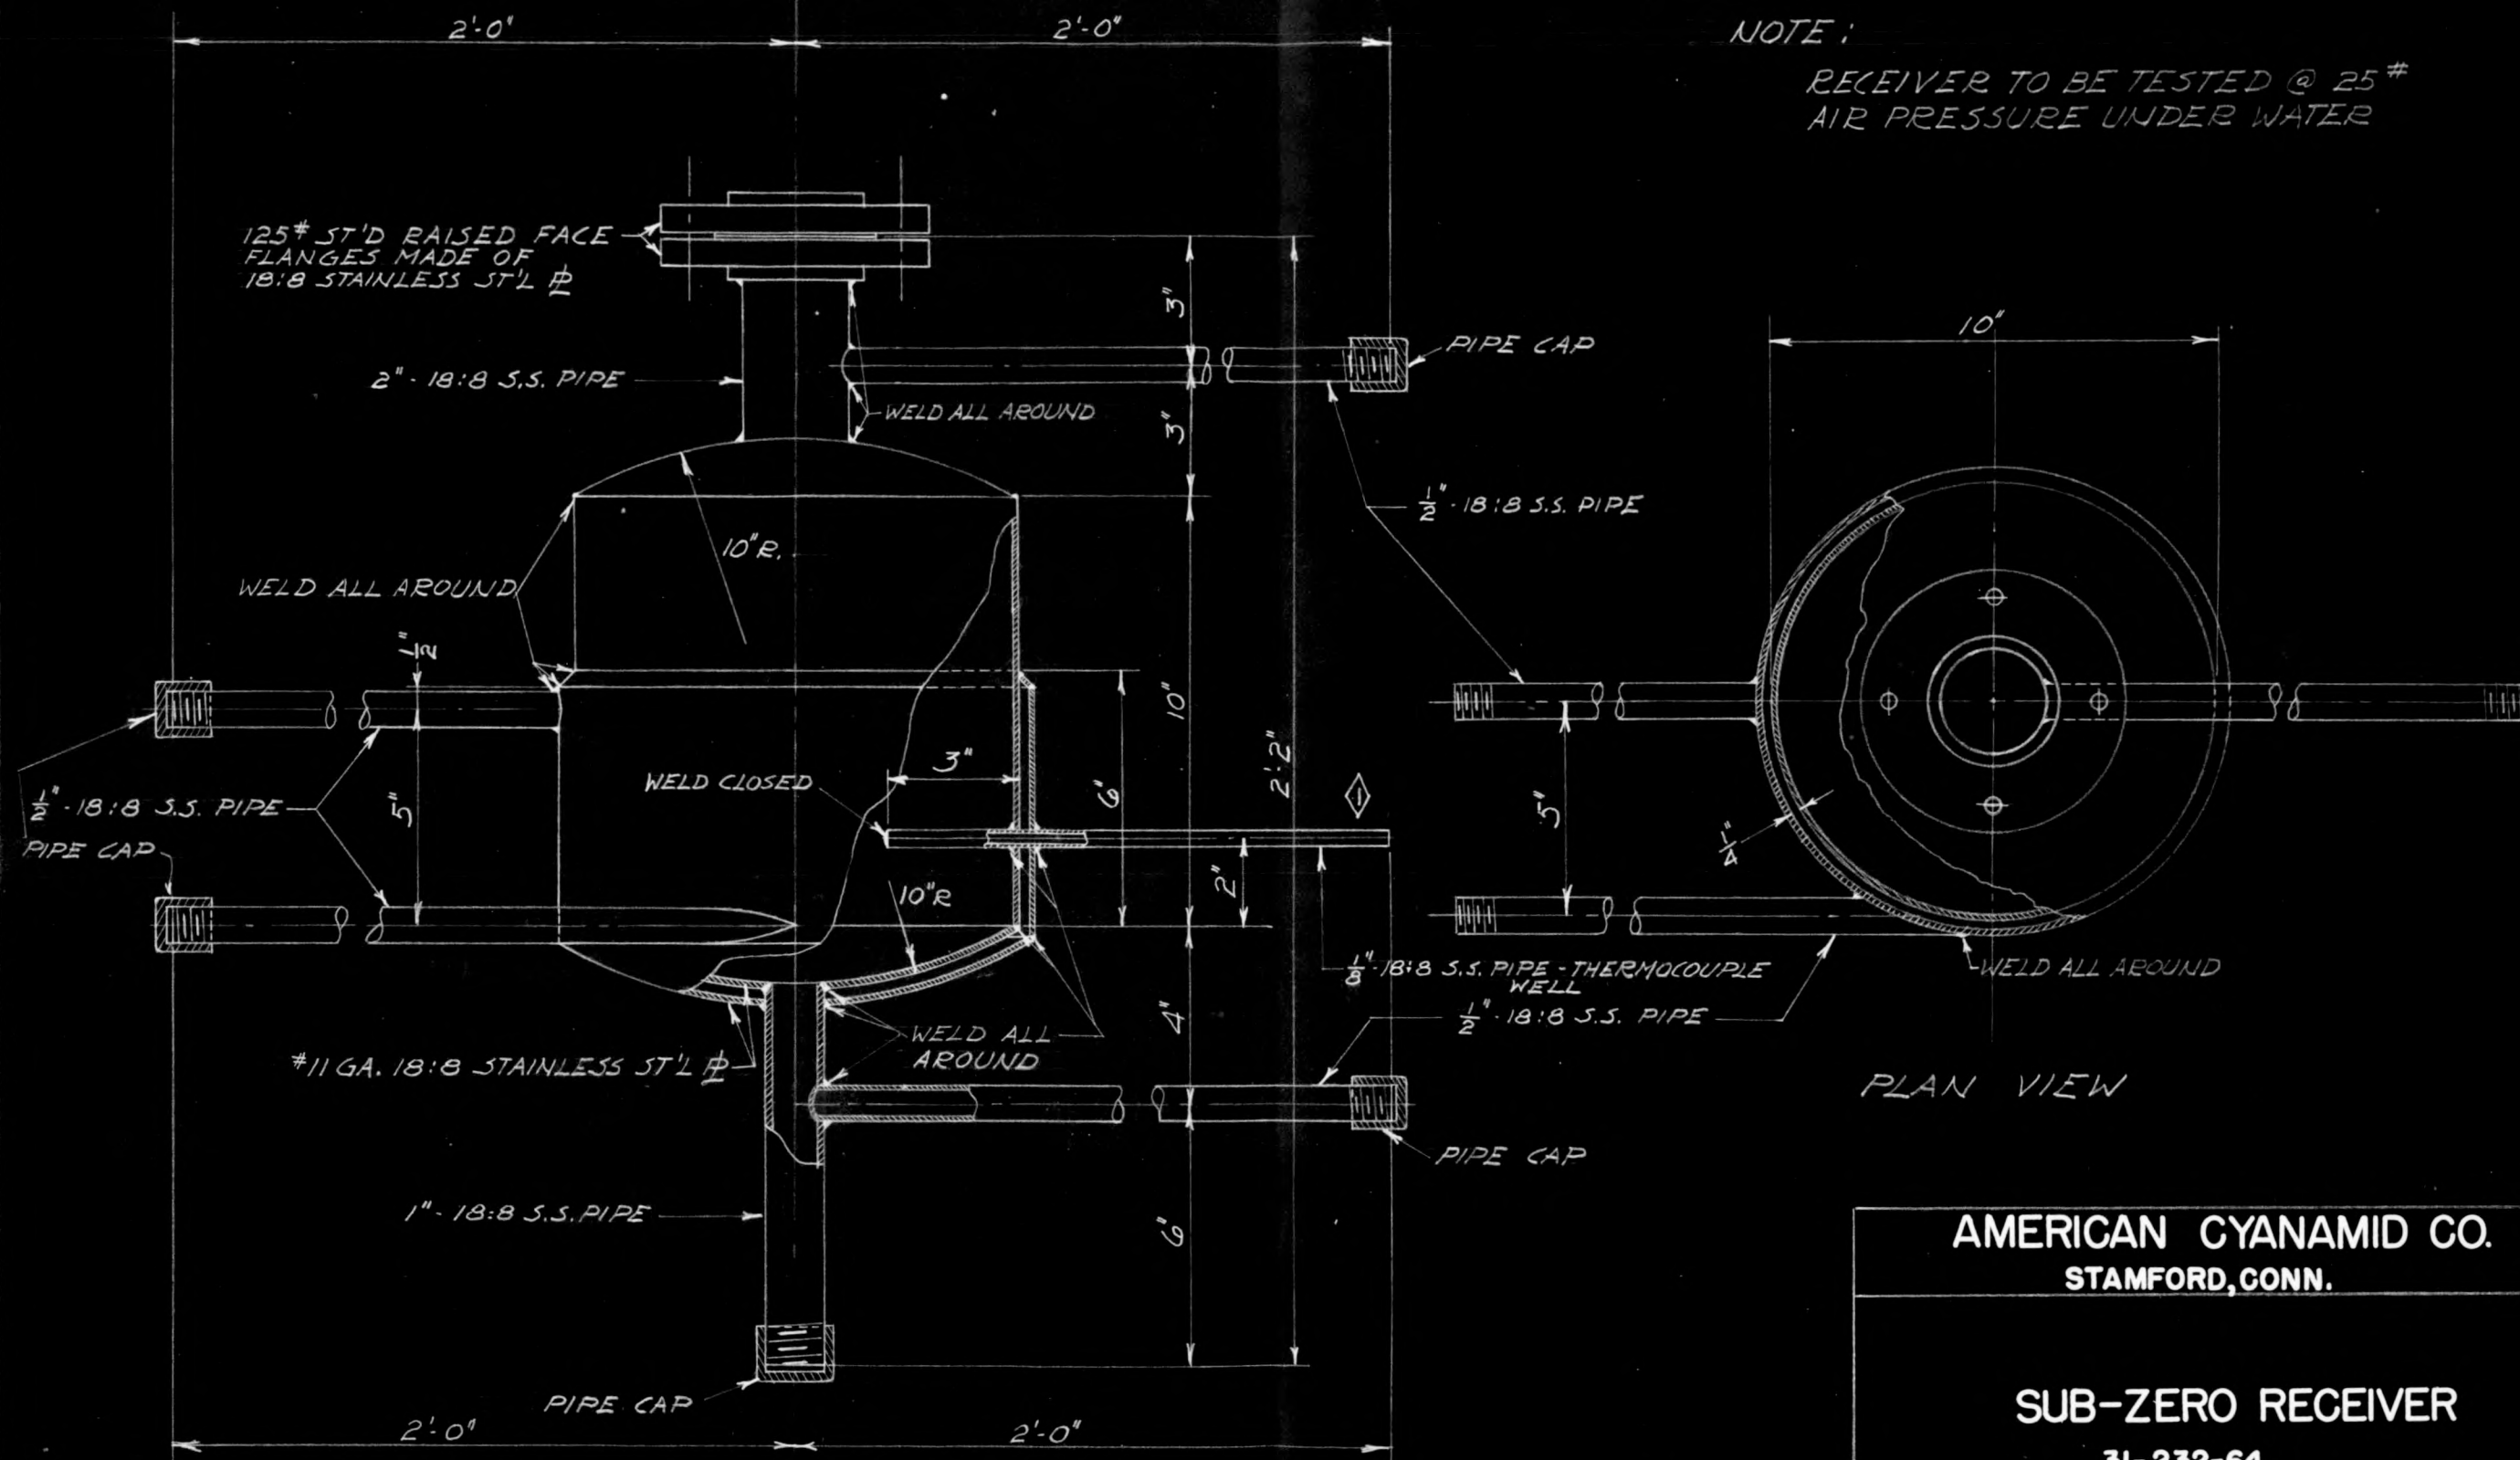 2'-0"
2'-0"
NOTE:
RECEIVER TO BE TESTED @ 25#
AIR PRESSURE UNDER WATER
125# ST'D RAISED FACE
FLANGES MADE OF
18:8 STAINLESS ST'L PL
2"-18:8 S.S. PIPE
WELD ALL AROUND
3"
3"
PIPE CAP
10"
1/2"-18:8 S.S. PIPE
10"R.
WELD ALL AROUND
1/2"
5"
1/2"-18:8 S.S. PIPE
PIPE CAP
WELD CLOSED
3"
6"
10"
2'-2"
1
2"
10"R
5"
1/4
1/8"-18:8 S.S. PIPE-THERMOCOUPLE
WELL
1/2"-18:8 S.S. PIPE
WELD ALL AROUND
4"
WELD ALL
AROUND
#11 GA. 18:8 STAINLESS ST'L PL
PLAN VIEW
PIPE CAP
1"-18:8 S.S. PIPE
6"
PIPE CAP
2'-0"
2'-0"
AMERICAN CYANAMID CO.
STAMFORD, CONN.
SUB-ZERO RECEIVER
31-232-64